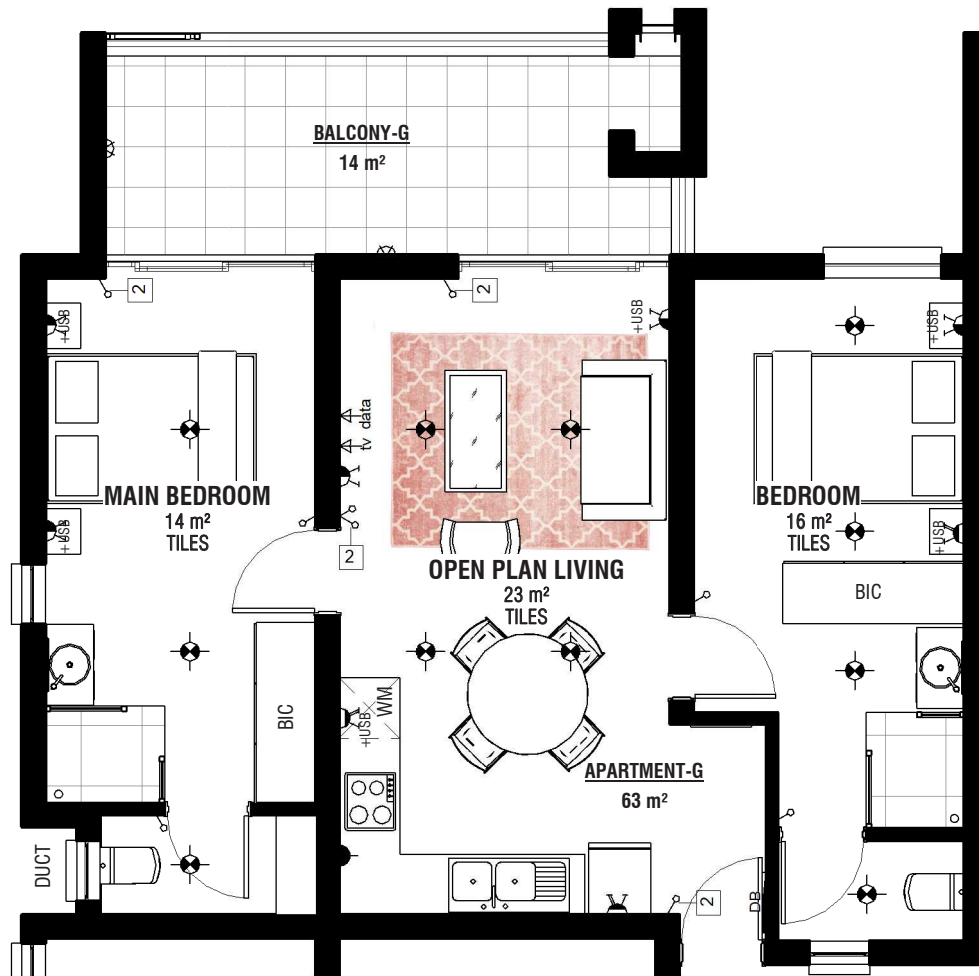 BALCONY-G
14 m²
2
2
+USB
+USB
+USB
tv data
MAIN BEDROOM
14 m²
TILES
BEDROOM
16 m²
TILES
+USB
+USB
2
OPEN PLAN LIVING
23 m²
TILES
BIC
BIC
+USB
WM
APARTMENT-G
63 m²
DUCT
2
DB